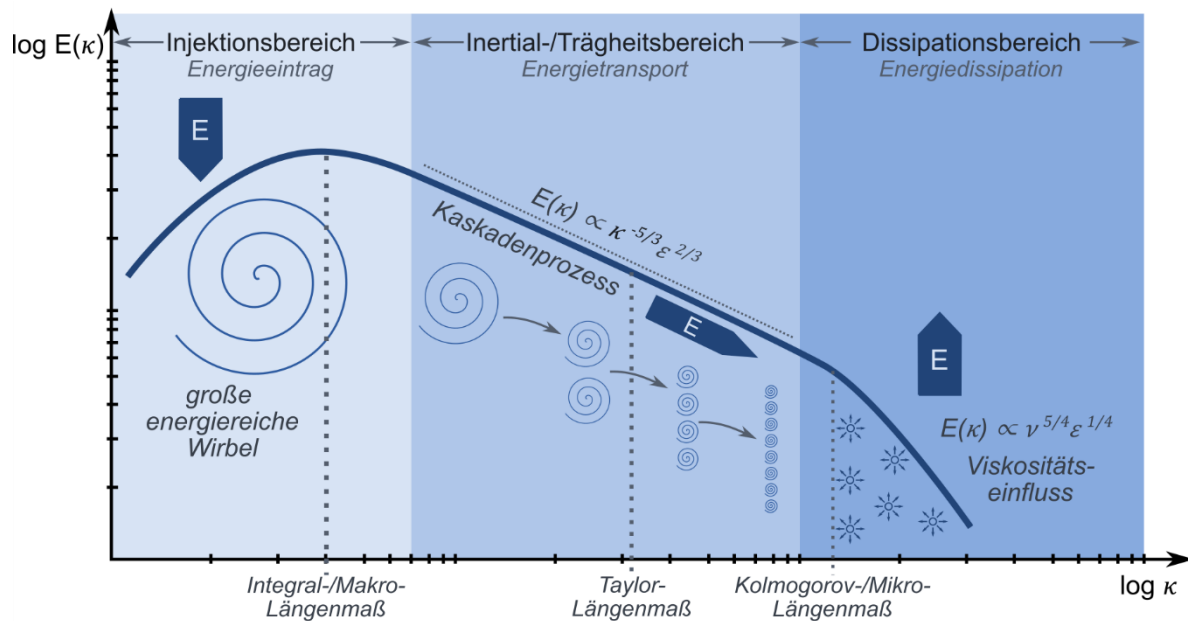 log E(κ)
Injektionsbereich
Energieeintrag
Inertial-/Trägheitsbereich
Energietransport
Dissipationsbereich
Energiedissipation
E
große
energiereiche
Wirbel
E(κ) ∝ κ^-5/3 ε^2/3
Kaskadenprozess
E
E
E(κ) ∝ ν^5/4 ε^1/4
Viskositäts-
einfluss
Integral-/Makro-
Längenmaß
Taylor-
Längenmaß
Kolmogorov-/Mikro-
Längenmaß
log κ